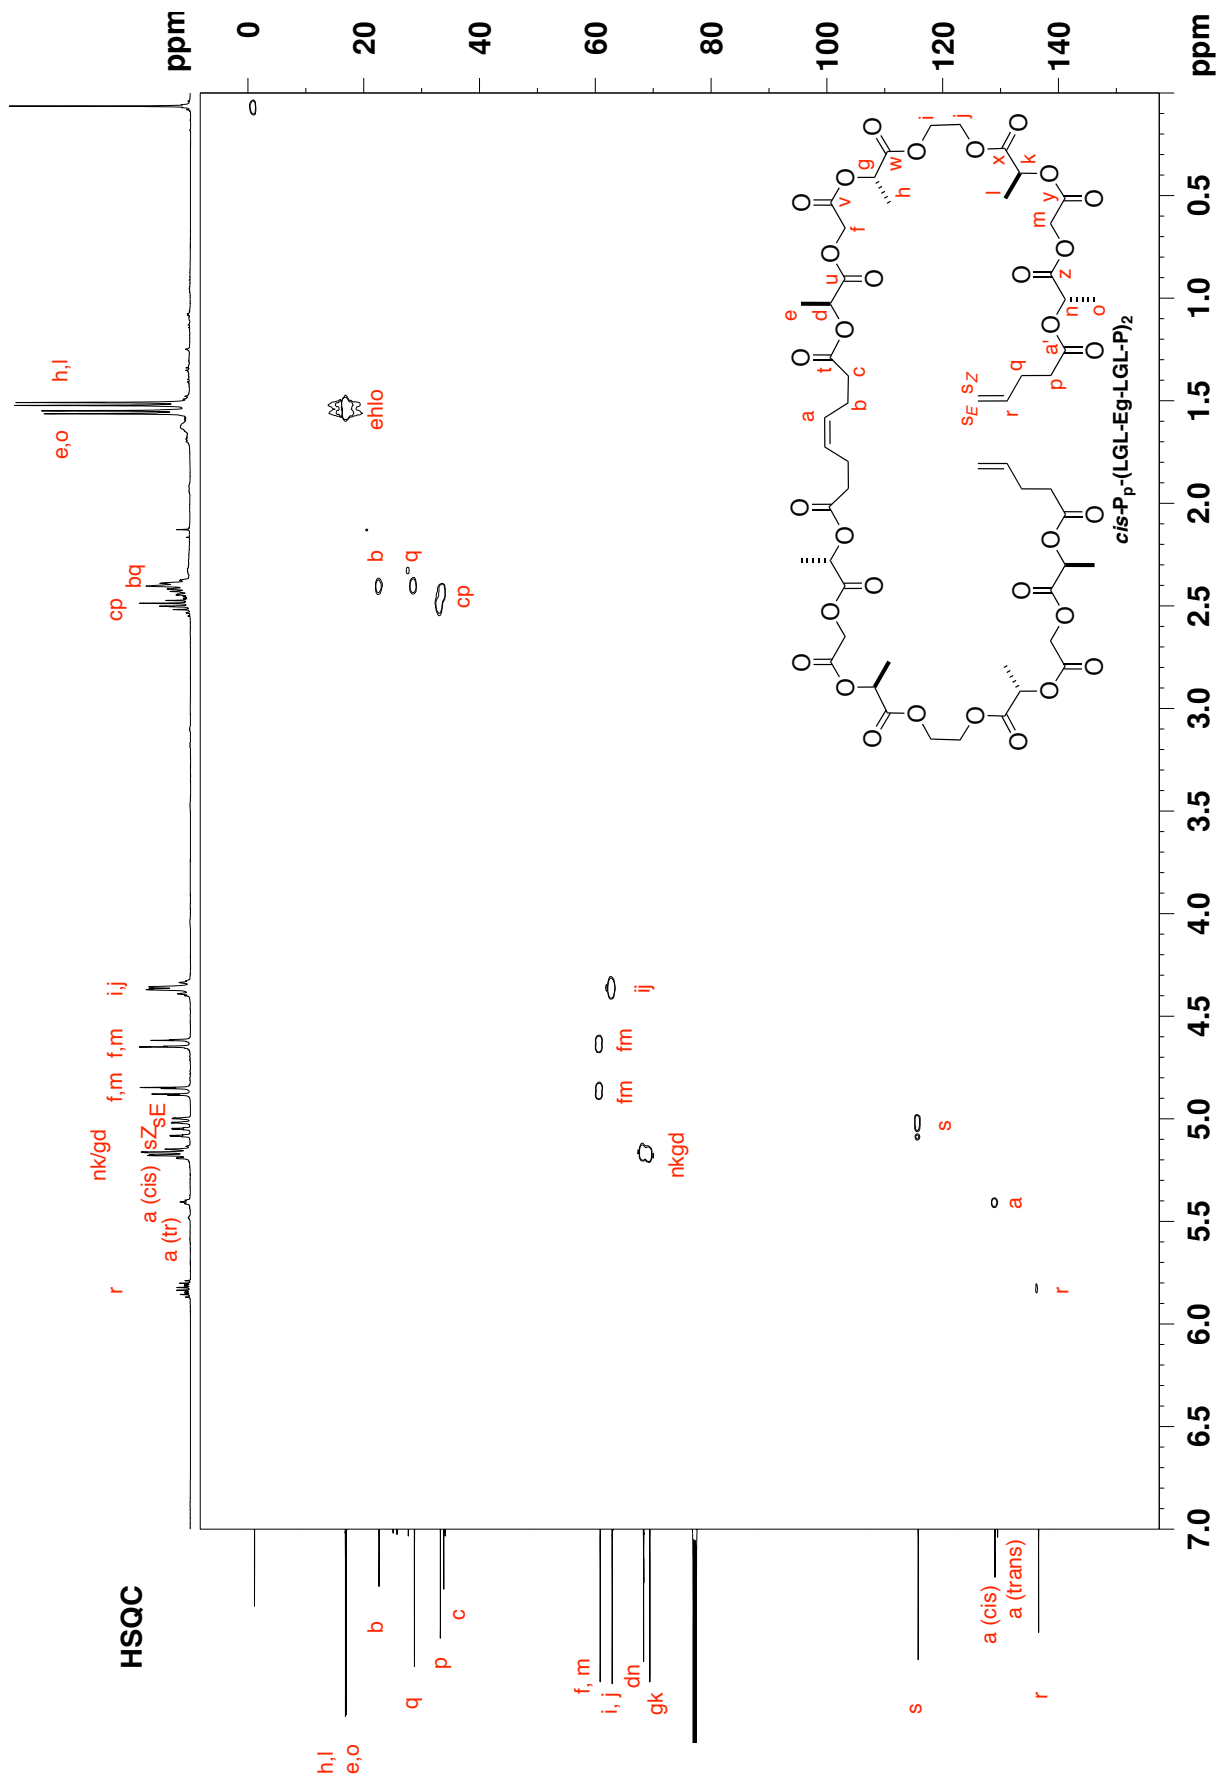 HSQC
r
a (tr)
a (cis)
nk/gd
sZ
sE
f,m
f,m
i,j
cp
bq
e,o
h,l
ppm
0
20
40
60
80
100
120
140
ppm
7.0
6.5
6.0
5.5
5.0
4.5
4.0
3.5
3.0
2.5
2.0
1.5
1.0
0.5
h,l
e,o
b
q
p
c
f, m
i, j
dn
gk
s
a (cis)
a (trans)
r
ehlo
b
q
cp
ij
fm
fm
nkgd
s
a
r
O O O O O O
O O O O O O
O O O O O O
O O O O O O
O O O O
a
b
c
t
d
e
u
f
v
g
h
w
i
j
x
k
l
y
m
z
n
o
a'
p
q
r
sE
sZ
cis-Pp-(LGL-Eg-LGL-P)2